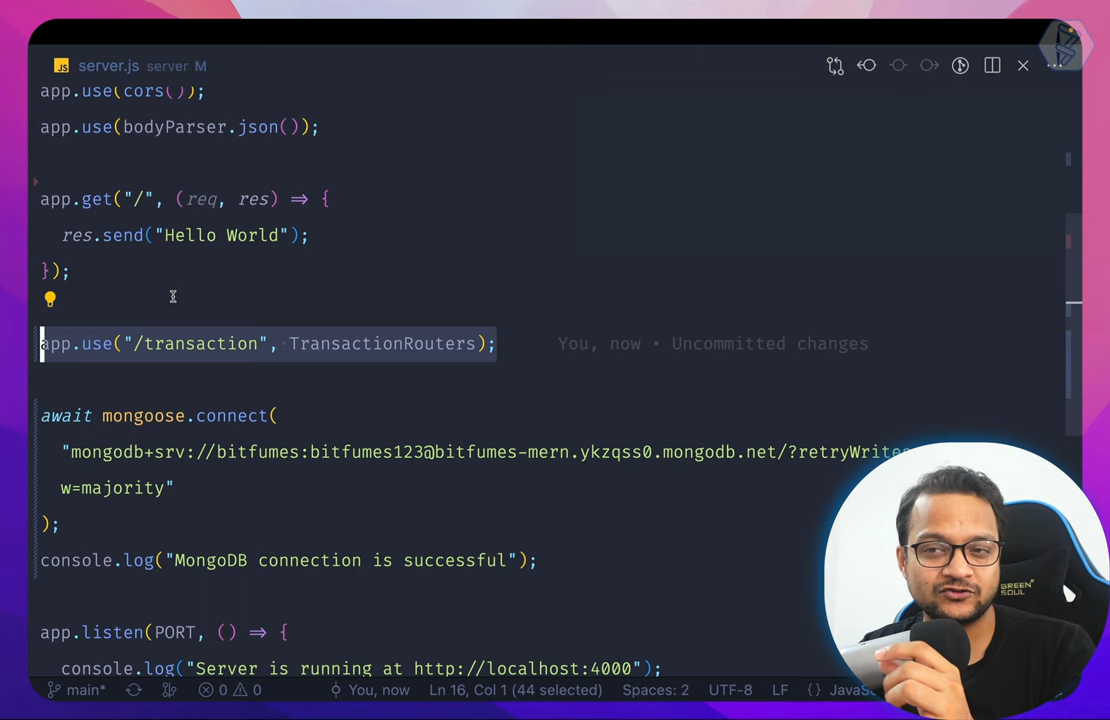 server.js server M
app.use(cors());
app.use(bodyParser.json());
app.get("/", (req, res) => {
res.send("Hello World");
});
app.use("/transaction", TransactionRouters); You, now • Uncommitted changes
await mongoose.connect(
"mongodb+srv://bitfumes:bitfumes123@bitfumes-mern.ykzqss0.mongodb.net/?retryWrites
w=majority"
);
console.log("MongoDB connection is successful");
app.listen(PORT, () => {
console.log("Server is running at http://localhost:4000");
GREEN
SOUL
main* 0 0 You, now Ln 16, Col 1 (44 selected) Spaces: 2 UTF-8 LF {}